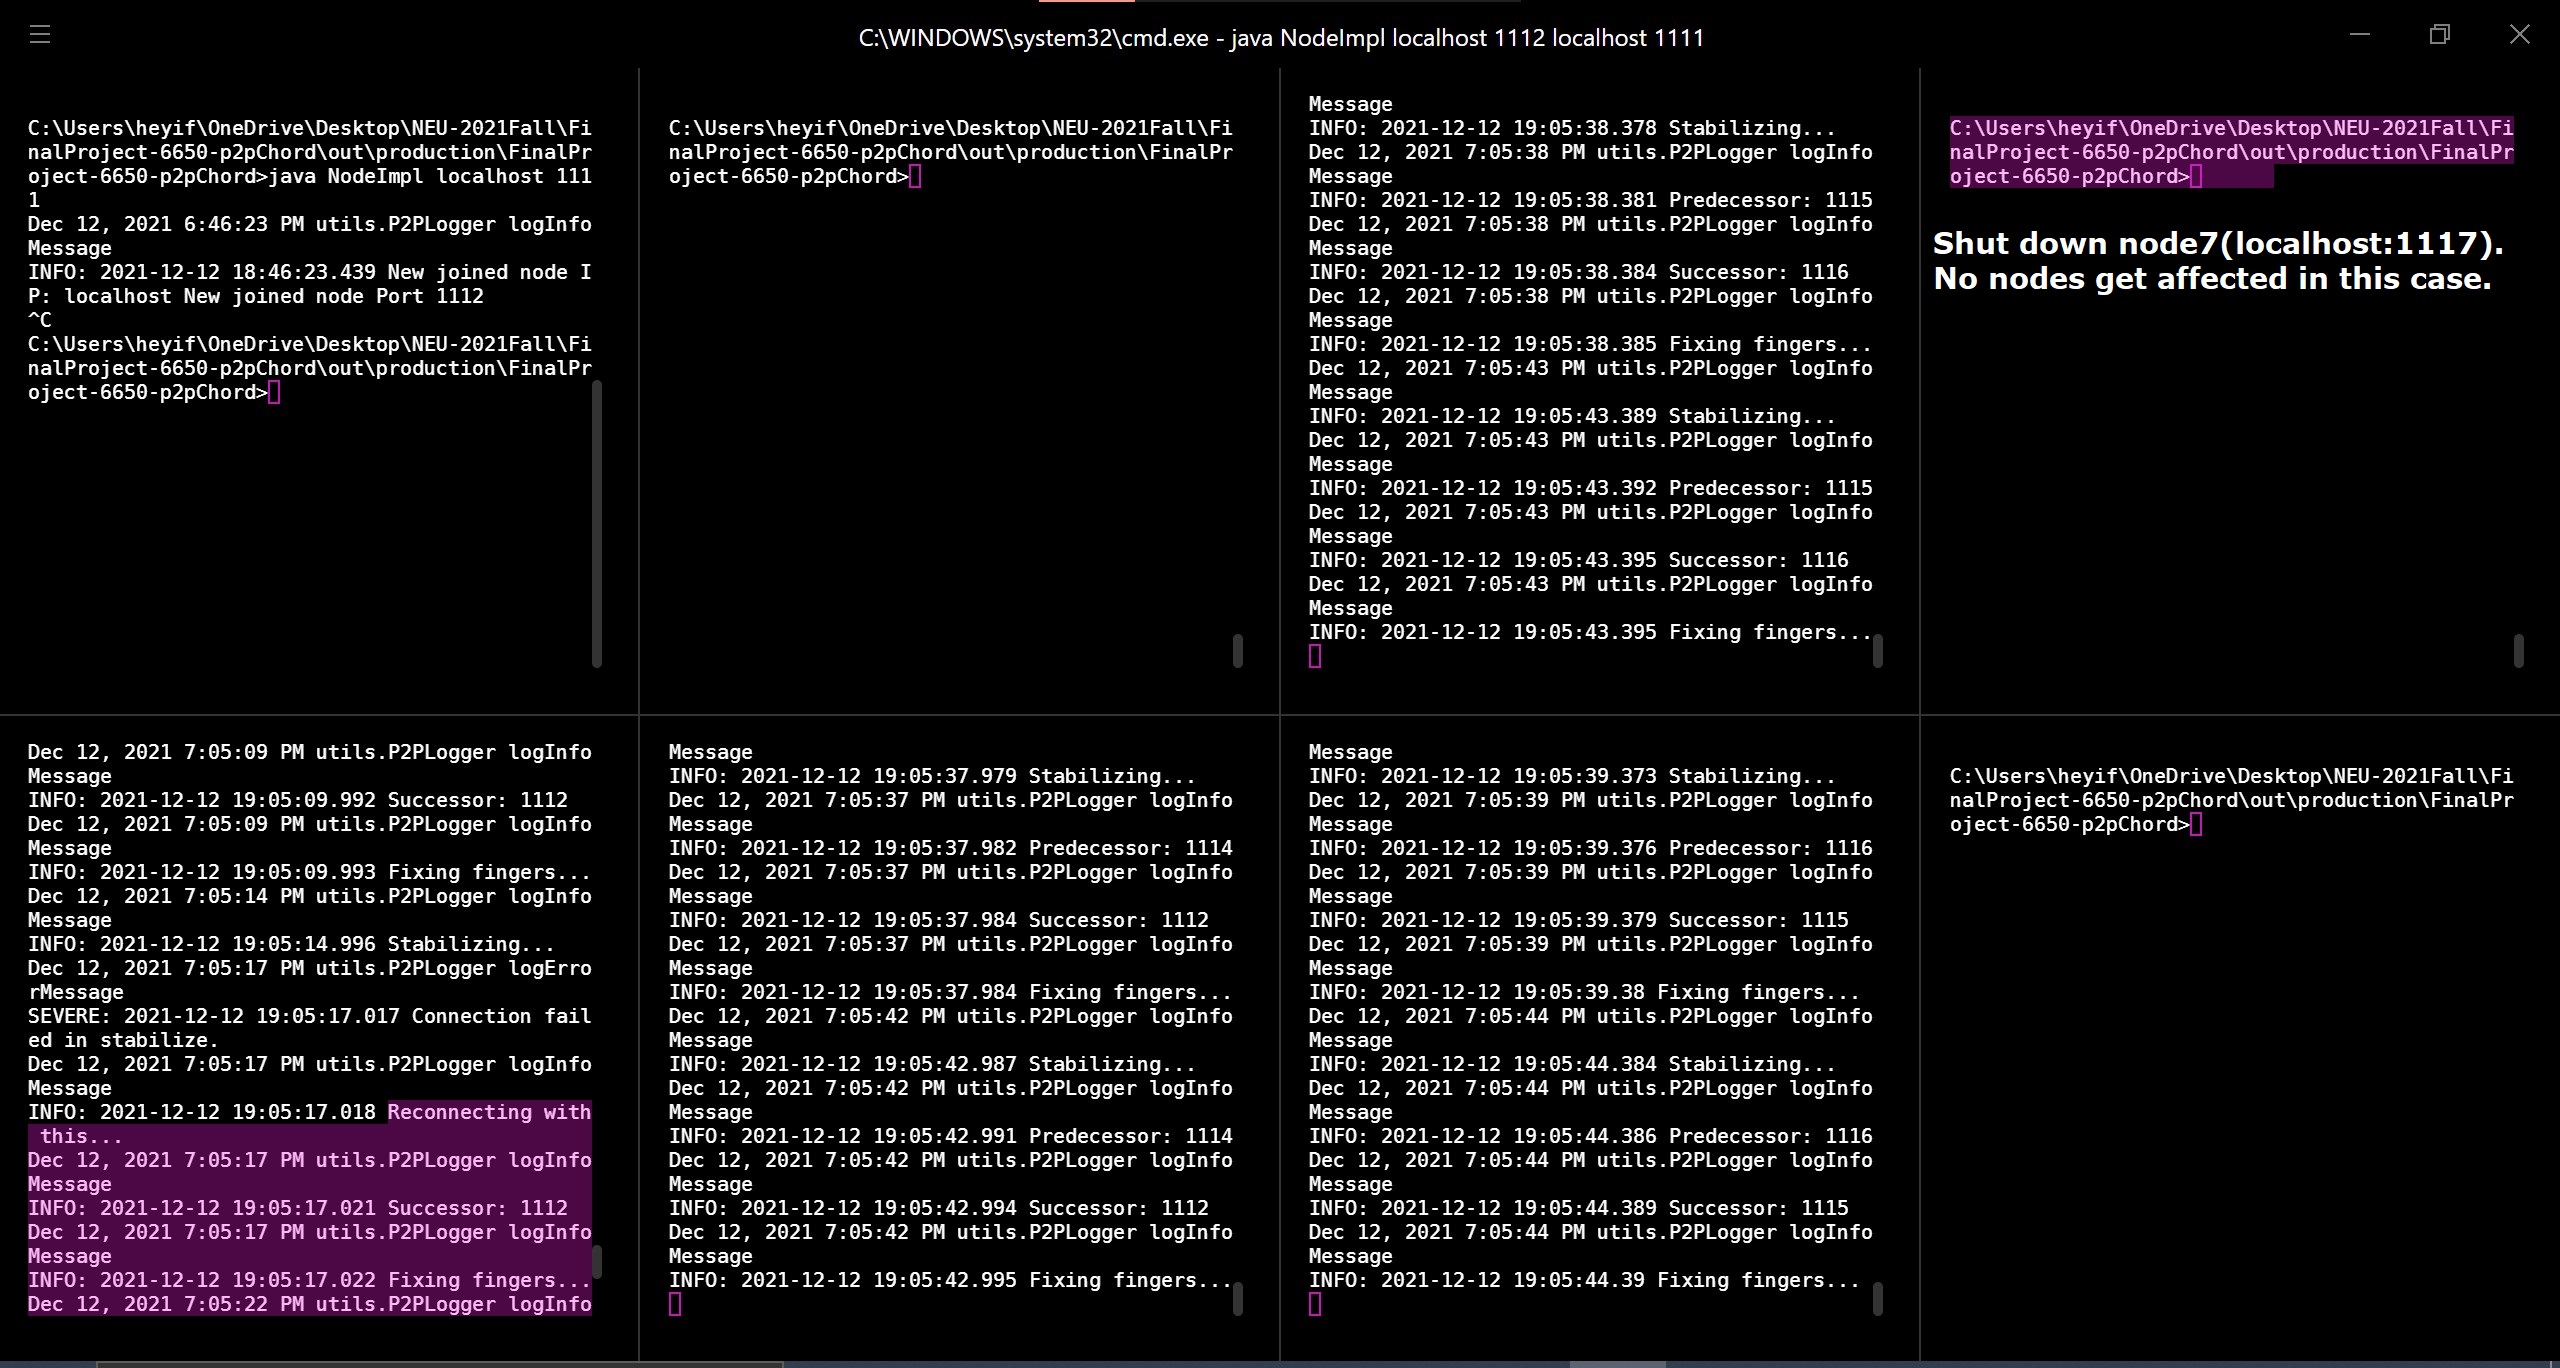 C:\WINDOWS\system32\cmd.exe - java NodeImpl localhost 1112 localhost 1111
C:\Users\heyif\OneDrive\Desktop\NEU-2021Fall\Fi
nalProject-6650-p2pChord\out\production\FinalPr
oject-6650-p2pChord>java NodeImpl localhost 111
1
Dec 12, 2021 6:46:23 PM utils.P2PLogger logInfo
Message
INFO: 2021-12-12 18:46:23.439 New joined node I
P: localhost New joined node Port 1112
^C
C:\Users\heyif\OneDrive\Desktop\NEU-2021Fall\Fi
nalProject-6650-p2pChord\out\production\FinalPr
oject-6650-p2pChord>
C:\Users\heyif\OneDrive\Desktop\NEU-2021Fall\Fi
nalProject-6650-p2pChord\out\production\FinalPr
oject-6650-p2pChord>
Message
INFO: 2021-12-12 19:05:38.378 Stabilizing...
Dec 12, 2021 7:05:38 PM utils.P2PLogger logInfo
Message
INFO: 2021-12-12 19:05:38.381 Predecessor: 1115
Dec 12, 2021 7:05:38 PM utils.P2PLogger logInfo
Message
INFO: 2021-12-12 19:05:38.384 Successor: 1116
Dec 12, 2021 7:05:38 PM utils.P2PLogger logInfo
Message
INFO: 2021-12-12 19:05:38.385 Fixing fingers...
Dec 12, 2021 7:05:43 PM utils.P2PLogger logInfo
Message
INFO: 2021-12-12 19:05:43.389 Stabilizing...
Dec 12, 2021 7:05:43 PM utils.P2PLogger logInfo
Message
INFO: 2021-12-12 19:05:43.392 Predecessor: 1115
Dec 12, 2021 7:05:43 PM utils.P2PLogger logInfo
Message
INFO: 2021-12-12 19:05:43.395 Successor: 1116
Dec 12, 2021 7:05:43 PM utils.P2PLogger logInfo
Message
INFO: 2021-12-12 19:05:43.395 Fixing fingers...
C:\Users\heyif\OneDrive\Desktop\NEU-2021Fall\Fi
nalProject-6650-p2pChord\out\production\FinalPr
oject-6650-p2pChord>
Shut down node7(localhost:1117).
No nodes get affected in this case.
Dec 12, 2021 7:05:09 PM utils.P2PLogger logInfo
Message
INFO: 2021-12-12 19:05:09.992 Successor: 1112
Dec 12, 2021 7:05:09 PM utils.P2PLogger logInfo
Message
INFO: 2021-12-12 19:05:09.993 Fixing fingers...
Dec 12, 2021 7:05:14 PM utils.P2PLogger logInfo
Message
INFO: 2021-12-12 19:05:14.996 Stabilizing...
Dec 12, 2021 7:05:17 PM utils.P2PLogger logErro
rMessage
SEVERE: 2021-12-12 19:05:17.017 Connection fail
ed in stabilize.
Dec 12, 2021 7:05:17 PM utils.P2PLogger logInfo
Message
INFO: 2021-12-12 19:05:17.018 Reconnecting with
this...
Dec 12, 2021 7:05:17 PM utils.P2PLogger logInfo
Message
INFO: 2021-12-12 19:05:17.021 Successor: 1112
Dec 12, 2021 7:05:17 PM utils.P2PLogger logInfo
Message
INFO: 2021-12-12 19:05:17.022 Fixing fingers...
Dec 12, 2021 7:05:22 PM utils.P2PLogger logInfo
Message
INFO: 2021-12-12 19:05:37.979 Stabilizing...
Dec 12, 2021 7:05:37 PM utils.P2PLogger logInfo
Message
INFO: 2021-12-12 19:05:37.982 Predecessor: 1114
Dec 12, 2021 7:05:37 PM utils.P2PLogger logInfo
Message
INFO: 2021-12-12 19:05:37.984 Successor: 1112
Dec 12, 2021 7:05:37 PM utils.P2PLogger logInfo
Message
INFO: 2021-12-12 19:05:37.984 Fixing fingers...
Dec 12, 2021 7:05:42 PM utils.P2PLogger logInfo
Message
INFO: 2021-12-12 19:05:42.987 Stabilizing...
Dec 12, 2021 7:05:42 PM utils.P2PLogger logInfo
Message
INFO: 2021-12-12 19:05:42.991 Predecessor: 1114
Dec 12, 2021 7:05:42 PM utils.P2PLogger logInfo
Message
INFO: 2021-12-12 19:05:42.994 Successor: 1112
Dec 12, 2021 7:05:42 PM utils.P2PLogger logInfo
Message
INFO: 2021-12-12 19:05:42.995 Fixing fingers...
Message
INFO: 2021-12-12 19:05:39.373 Stabilizing...
Dec 12, 2021 7:05:39 PM utils.P2PLogger logInfo
Message
INFO: 2021-12-12 19:05:39.376 Predecessor: 1116
Dec 12, 2021 7:05:39 PM utils.P2PLogger logInfo
Message
INFO: 2021-12-12 19:05:39.379 Successor: 1115
Dec 12, 2021 7:05:39 PM utils.P2PLogger logInfo
Message
INFO: 2021-12-12 19:05:39.38 Fixing fingers...
Dec 12, 2021 7:05:44 PM utils.P2PLogger logInfo
Message
INFO: 2021-12-12 19:05:44.384 Stabilizing...
Dec 12, 2021 7:05:44 PM utils.P2PLogger logInfo
Message
INFO: 2021-12-12 19:05:44.386 Predecessor: 1116
Dec 12, 2021 7:05:44 PM utils.P2PLogger logInfo
Message
INFO: 2021-12-12 19:05:44.389 Successor: 1115
Dec 12, 2021 7:05:44 PM utils.P2PLogger logInfo
Message
INFO: 2021-12-12 19:05:44.39 Fixing fingers...
C:\Users\heyif\OneDrive\Desktop\NEU-2021Fall\Fi
nalProject-6650-p2pChord\out\production\FinalPr
oject-6650-p2pChord>